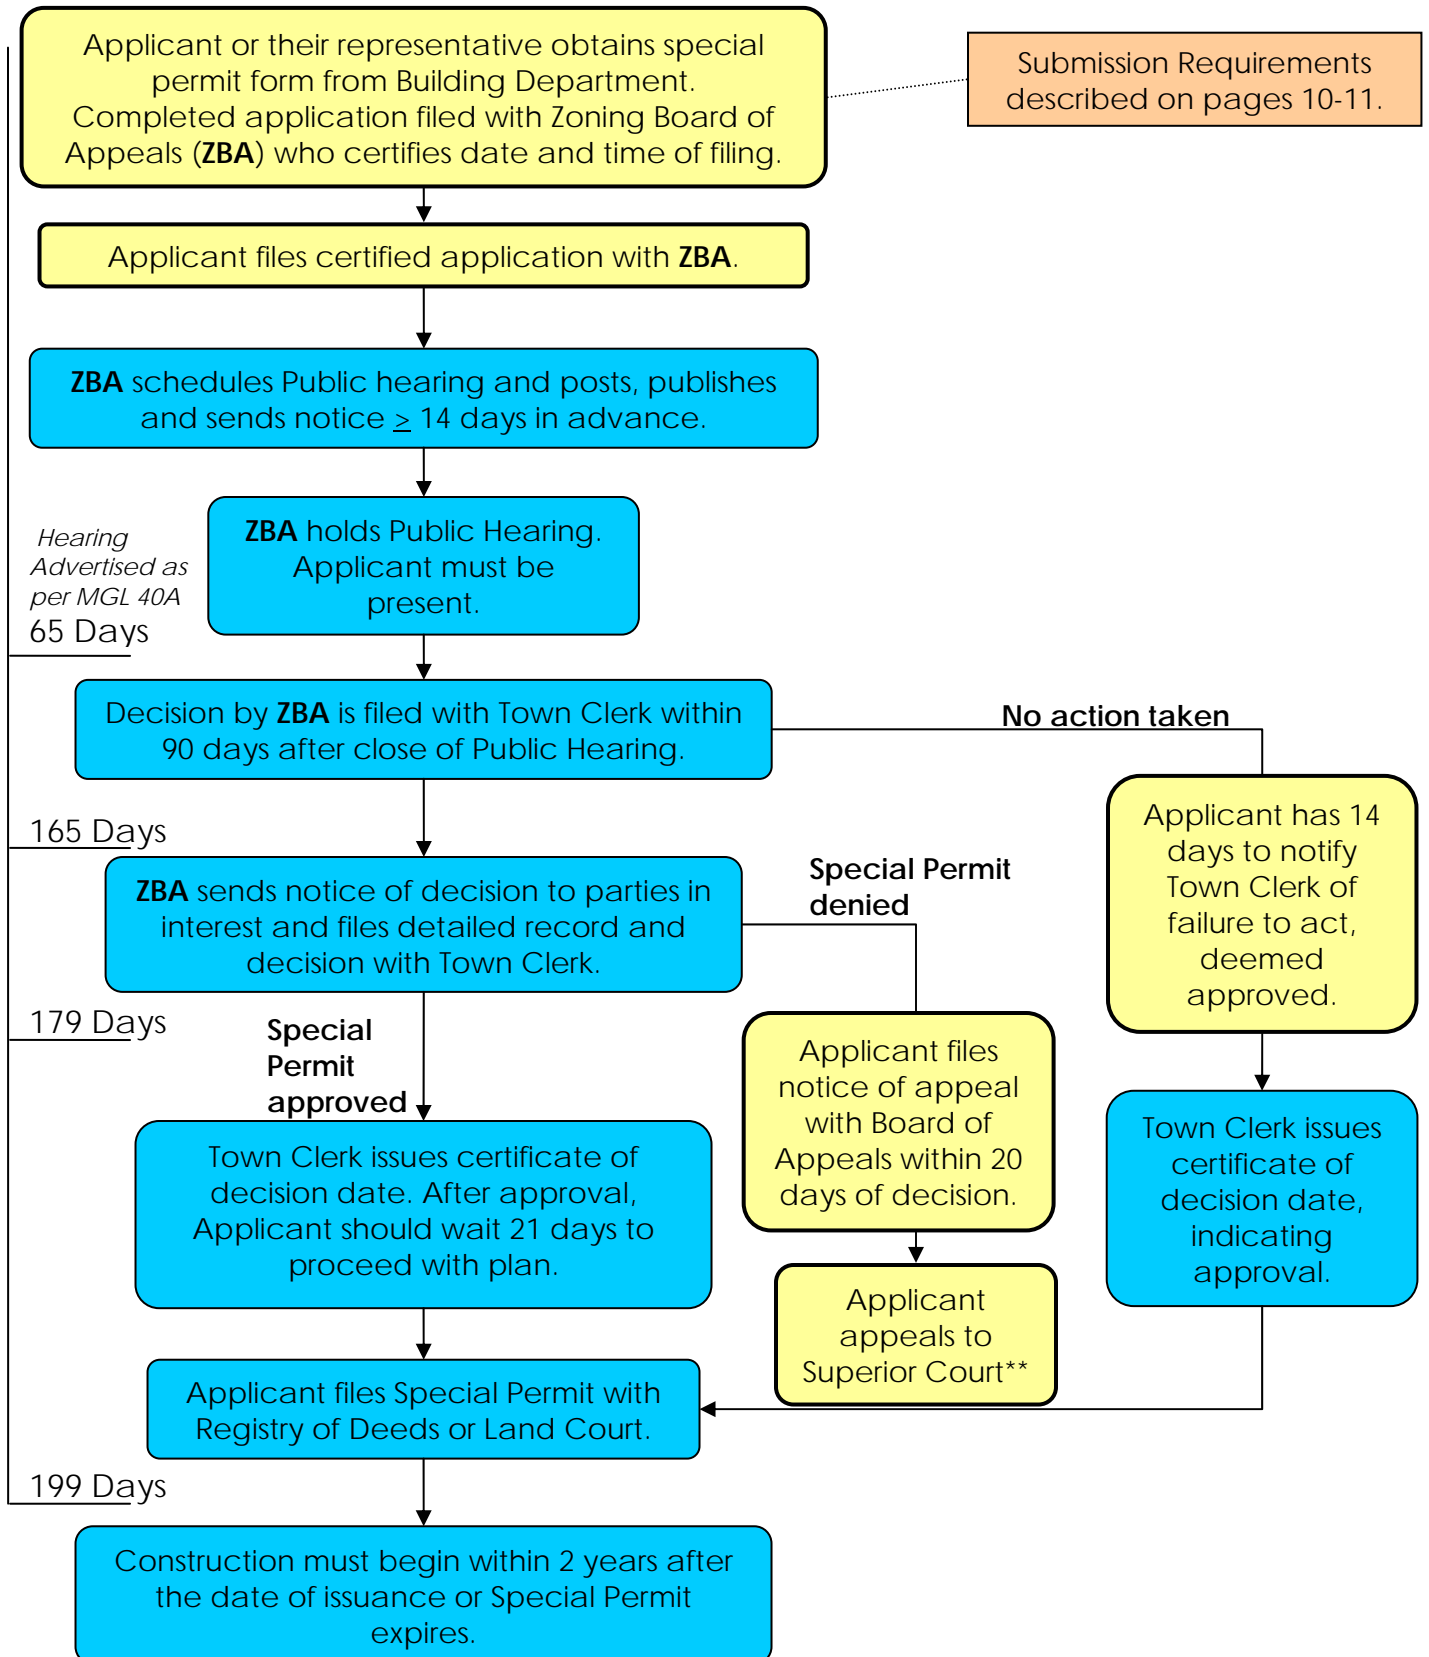 Applicant or their representative obtains special
permit form from Building Department.
Completed application filed with Zoning Board of
Appeals (ZBA) who certifies date and time of filing.
Submission Requirements
described on pages 10-11.
Applicant files certified application with ZBA.
ZBA schedules Public hearing and posts, publishes
and sends notice ≥ 14 days in advance.
Hearing
Advertised as
per MGL 40A
65 Days
ZBA holds Public Hearing.
Applicant must be
present.
Decision by ZBA is filed with Town Clerk within
90 days after close of Public Hearing.
No action taken
165 Days
Applicant has 14
days to notify
Town Clerk of
failure to act,
deemed
approved.
ZBA sends notice of decision to parties in
interest and files detailed record and
decision with Town Clerk.
Special Permit
denied
179 Days
Special
Permit
approved
Applicant files
notice of appeal
with Board of
Appeals within 20
days of decision.
Town Clerk issues
certificate of
decision date,
indicating
approval.
Town Clerk issues certificate of
decision date. After approval,
Applicant should wait 21 days to
proceed with plan.
Applicant
appeals to
Superior Court**
Applicant files Special Permit with
Registry of Deeds or Land Court.
199 Days
Construction must begin within 2 years after
the date of issuance or Special Permit
expires.